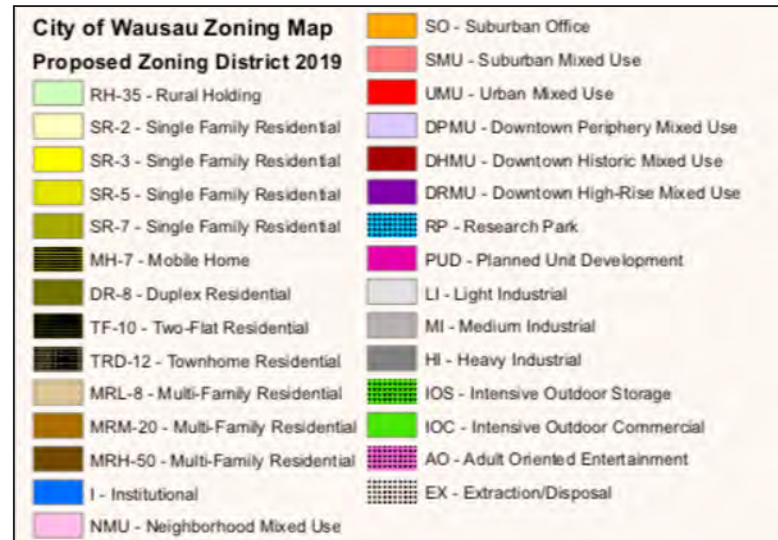 City of Wausau Zoning Map
Proposed Zoning District 2019
RH-35 - Rural Holding
SR-2 - Single Family Residential
SR-3 - Single Family Residential
SR-5 - Single Family Residential
SR-7 - Single Family Residential
MH-7 - Mobile Home
DR-8 - Duplex Residential
TF-10 - Two-Flat Residential
TRD-12 - Townhome Residential
MRL-8 - Multi-Family Residential
MRM-20 - Multi-Family Residential
MRH-50 - Multi-Family Residential
I - Institutional
NMU - Neighborhood Mixed Use
SO - Suburban Office
SMU - Suburban Mixed Use
UMU - Urban Mixed Use
DPMU - Downtown Periphery Mixed Use
DHMU - Downtown Historic Mixed Use
DRMU - Downtown High-Rise Mixed Use
RP - Research Park
PUD - Planned Unit Development
LI - Light Industrial
MI - Medium Industrial
HI - Heavy Industrial
IOS - Intensive Outdoor Storage
IOC - Intensive Outdoor Commercial
AO - Adult Oriented Entertainment
EX - Extraction/Disposal